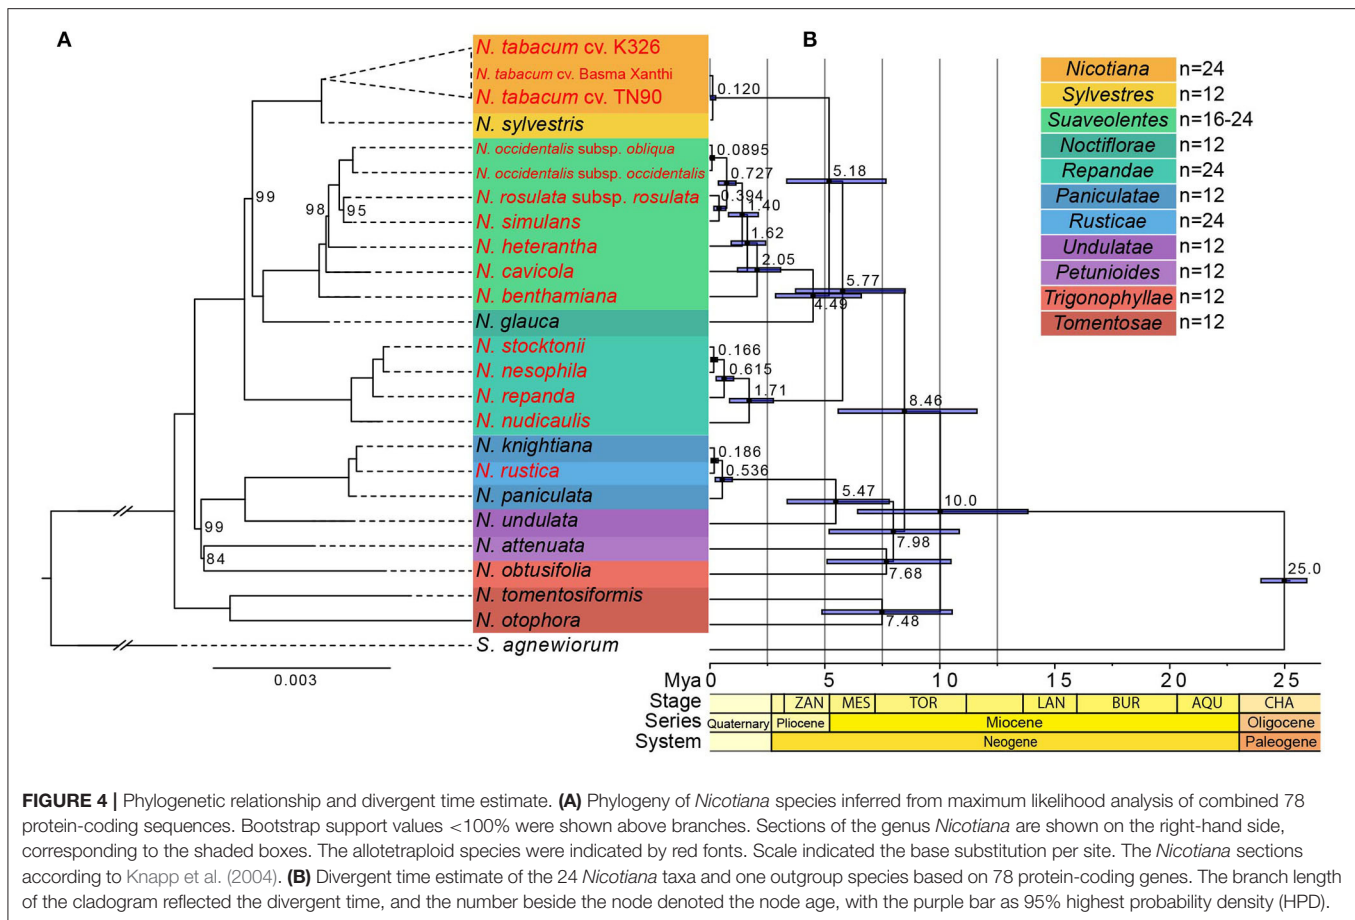 A
B
N. tabacum cv. K326
N. tabacum cv. Basma Xanthi
N. tabacum cv. TN90
N. sylvestris
N. occidentalis subsp. obliqua
N. occidentalis subsp. occidentalis
N. rosulata subsp. rosulata
N. simulans
N. heterantha
N. cavicola
N. benthamiana
N. glauca
N. stocktonii
N. nesophila
N. repanda
N. nudicaulis
N. knightiana
N. rustica
N. paniculata
N. undulata
N. attenuata
N. obtusifolia
N. tomentosiformis
N. otophora
S. agnewiorum
99
98
95
99
84
0.003
0.120
0.0895
5.18
0.727
0.394
1.40
1.62
2.05
5.77
4.49
0.166
0.615
1.71
8.46
0.186
0.536
5.47
10.0
7.98
7.68
25.0
7.48
Nicotiana n=24
Sylvestres n=12
Suaveolentes n=16-24
Noctiflorae n=12
Repandae n=24
Paniculatae n=12
Rusticae n=24
Undulatae n=12
Petunioides n=12
Trigonophyllae n=12
Tomentosae n=12
Mya 0 5 10 15 20 25
Stage ZAN MES TOR LAN BUR AQU CHA
Series Quaternary Pliocene Miocene Oligocene
System Neogene Paleogene
FIGURE 4 | Phylogenetic relationship and divergent time estimate. (A) Phylogeny of Nicotiana species inferred from maximum likelihood analysis of combined 78
protein-coding sequences. Bootstrap support values <100% were shown above branches. Sections of the genus Nicotiana are shown on the right-hand side,
corresponding to the shaded boxes. The allotetraploid species were indicated by red fonts. Scale indicated the base substitution per site. The Nicotiana sections
according to Knapp et al. (2004). (B) Divergent time estimate of the 24 Nicotiana taxa and one outgroup species based on 78 protein-coding genes. The branch length
of the cladogram reflected the divergent time, and the number beside the node denoted the node age, with the purple bar as 95% highest probability density (HPD).